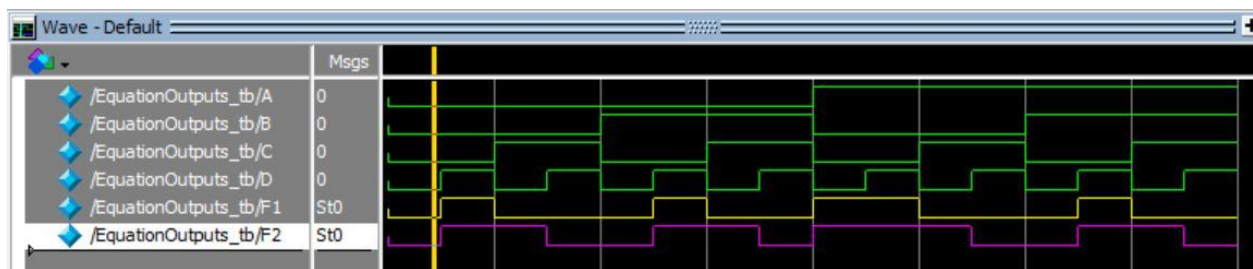 Wave - Default
Msgs
/EquationOutputs_tb/A 0
/EquationOutputs_tb/B 0
/EquationOutputs_tb/C 0
/EquationOutputs_tb/D 0
/EquationOutputs_tb/F1 St0
/EquationOutputs_tb/F2 St0